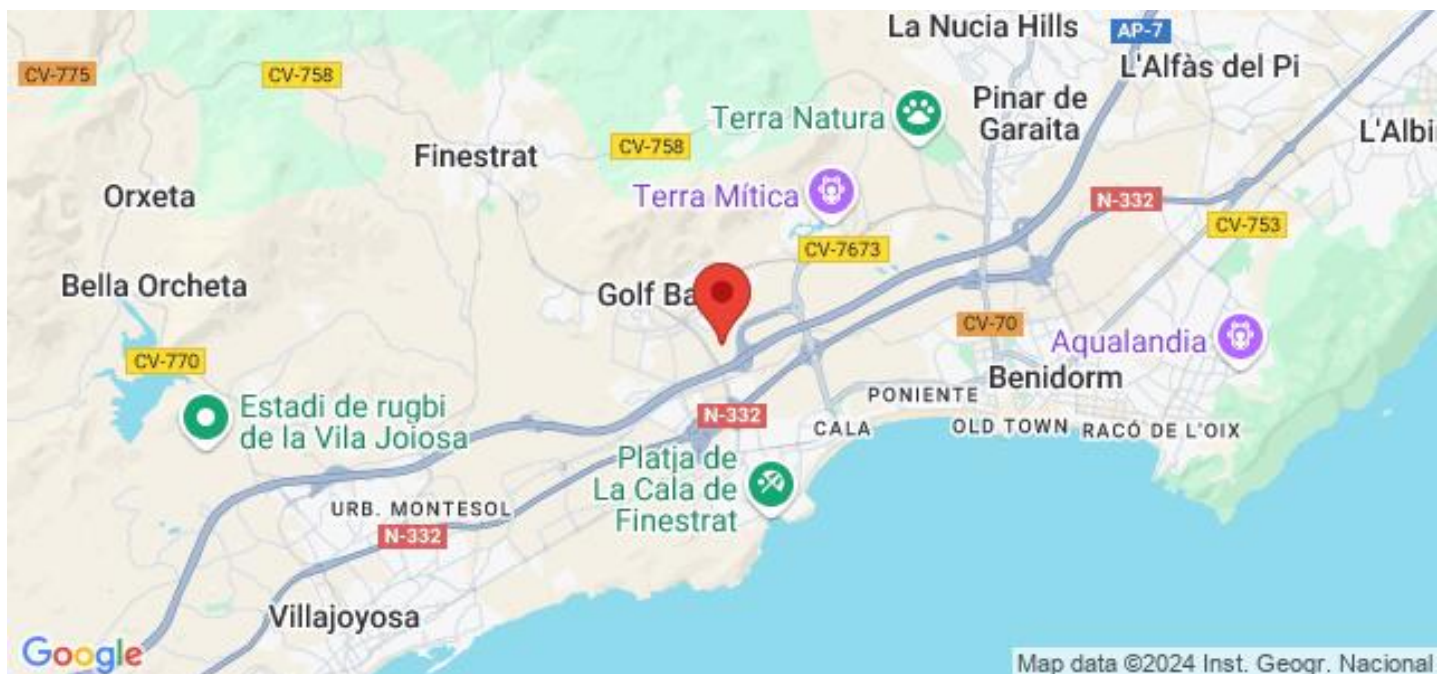 La Nucia Hills
AP-7
CV-775
CV-758
L'Alfàs del Pi
Terra Natura
Pinar de
Garaita
L'Albi
Finestrat
CV-758
Orxeta
Terra Mítica
N-332
CV-753
CV-7673
Bella Orcheta
Golf Ba
CV-70
Aqualandia
CV-770
Benidorm
PONIENTE
Estadi de rugbi
de la Vila Joiosa
N-332
CALA
OLD TOWN
RACÓ DE L'OIX
Platja de
La Cala de
Finestrat
URB. MONTESOL
N-332
Villajoyosa
Google
Map data ©2024 Inst. Geogr. Nacional